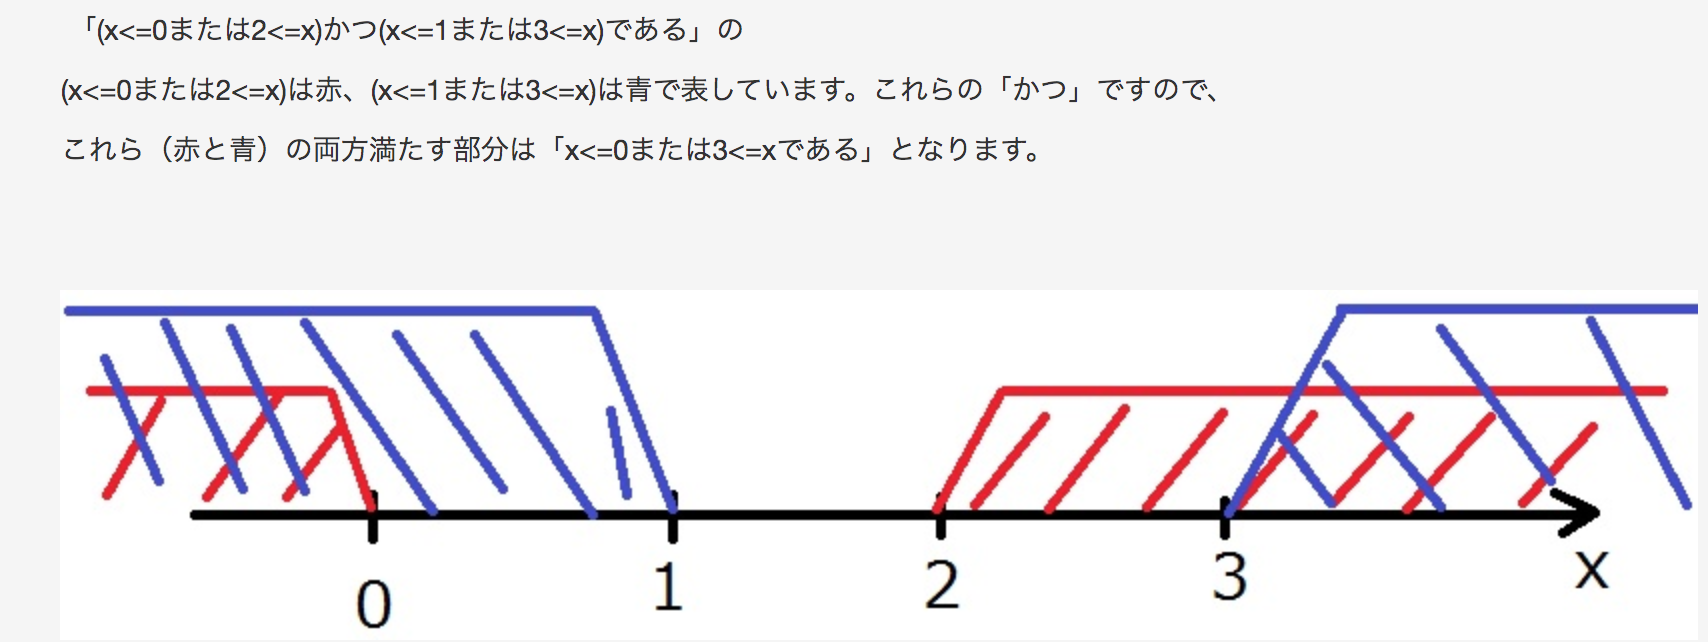 「(x<=0または2<=x)かつ(x<=1または3<=x)である」の
(x<=0または2<=x)は赤、(x<=1または3<=x)は青で表しています。これらの「かつ」ですので、
これら（赤と青）の両方満たす部分は「x<=0または3<=xである」となります。
0 1 2 3 x